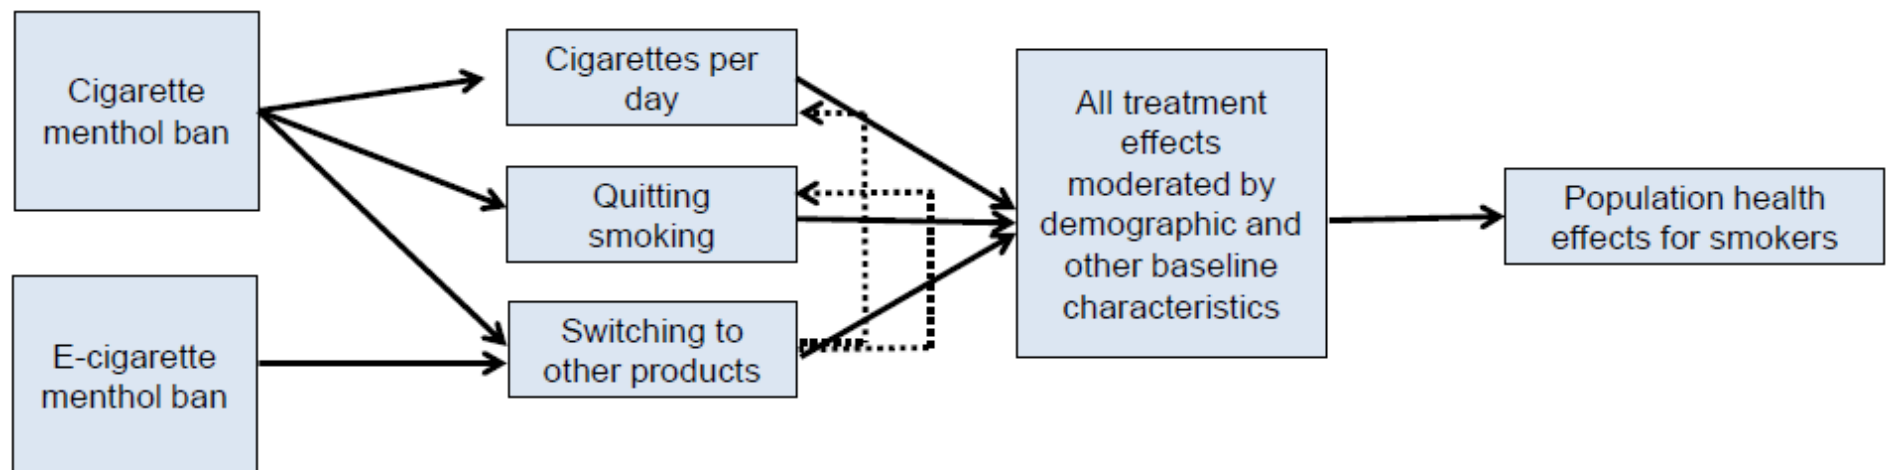 Cigarette
menthol ban
E-cigarette
menthol ban
Cigarettes per
day
Quitting
smoking
Switching to
other products
All treatment
effects
moderated by
demographic and
other baseline
characteristics
Population health
effects for smokers